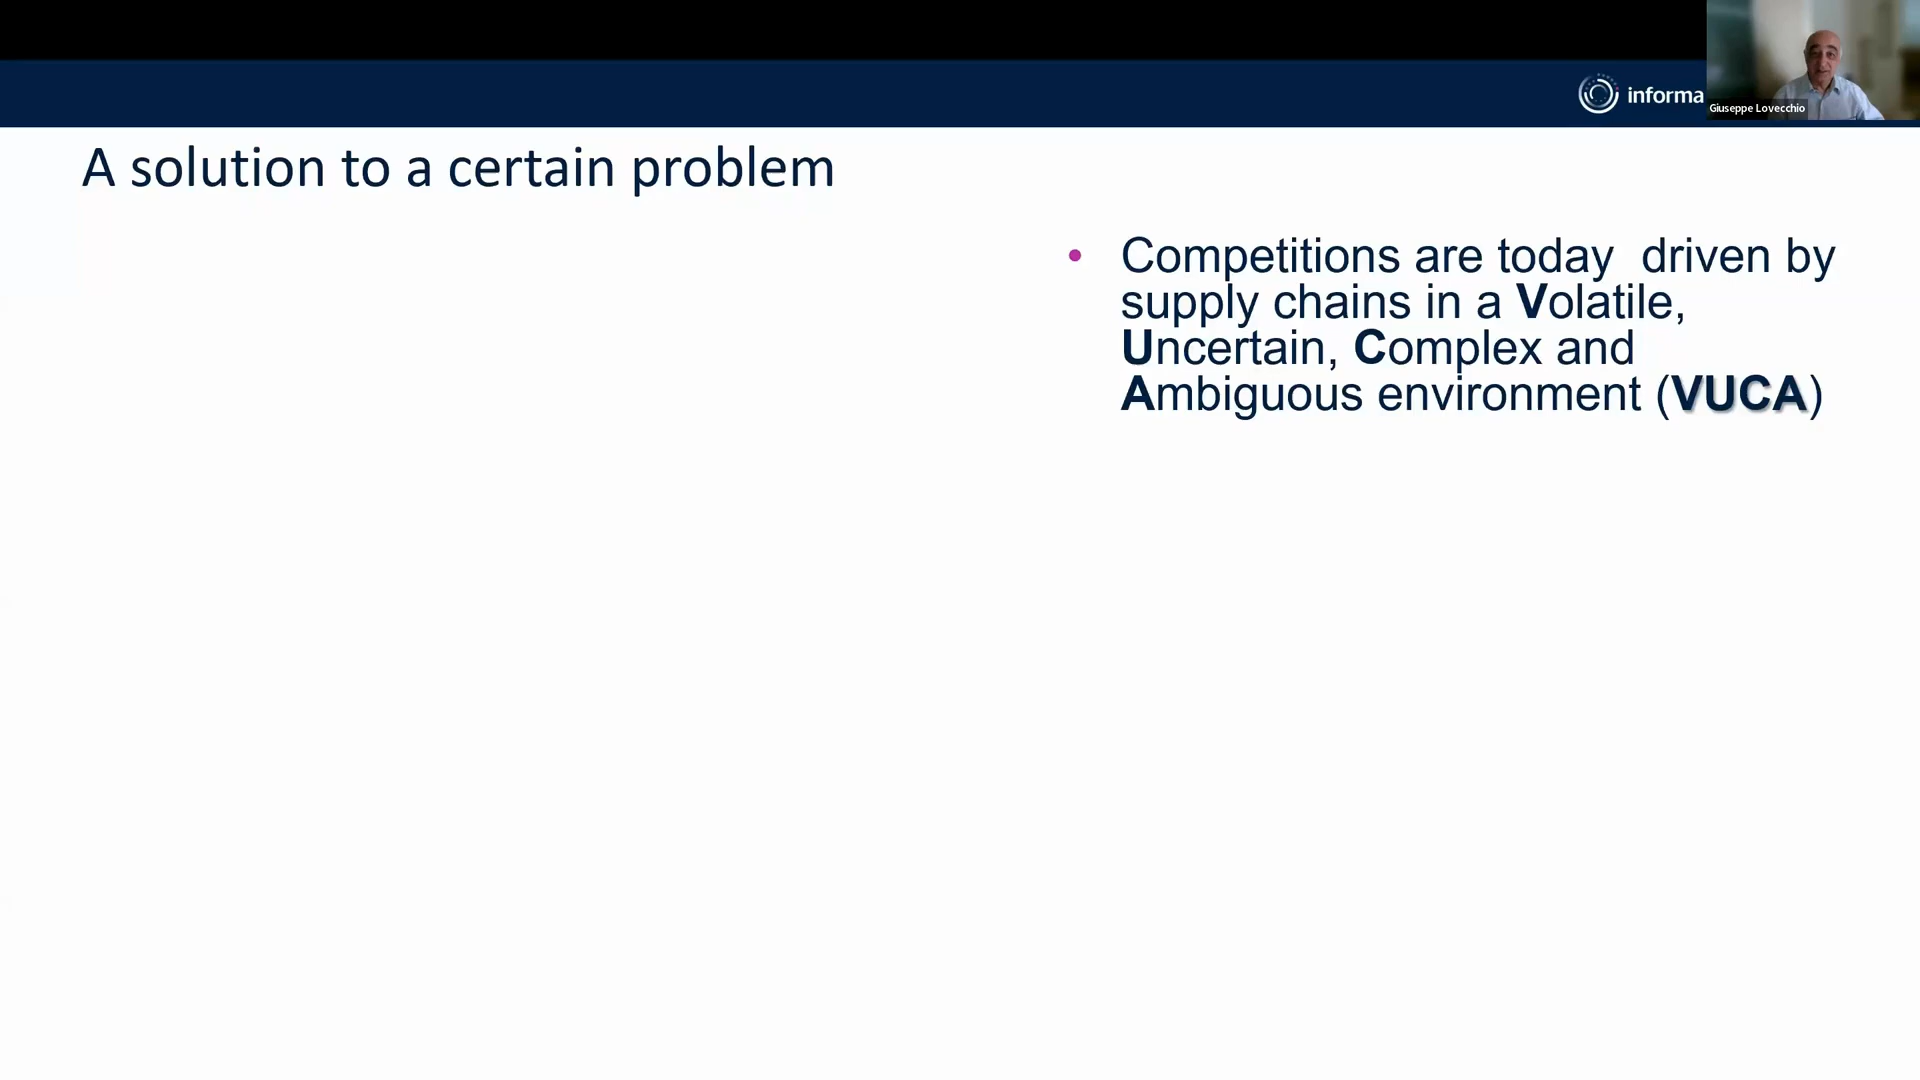 informa
Giuseppe Lovecchio
A solution to a certain problem
• Competitions are today  driven by
supply chains in a Volatile,
Uncertain, Complex and
Ambiguous environment (VUCA)